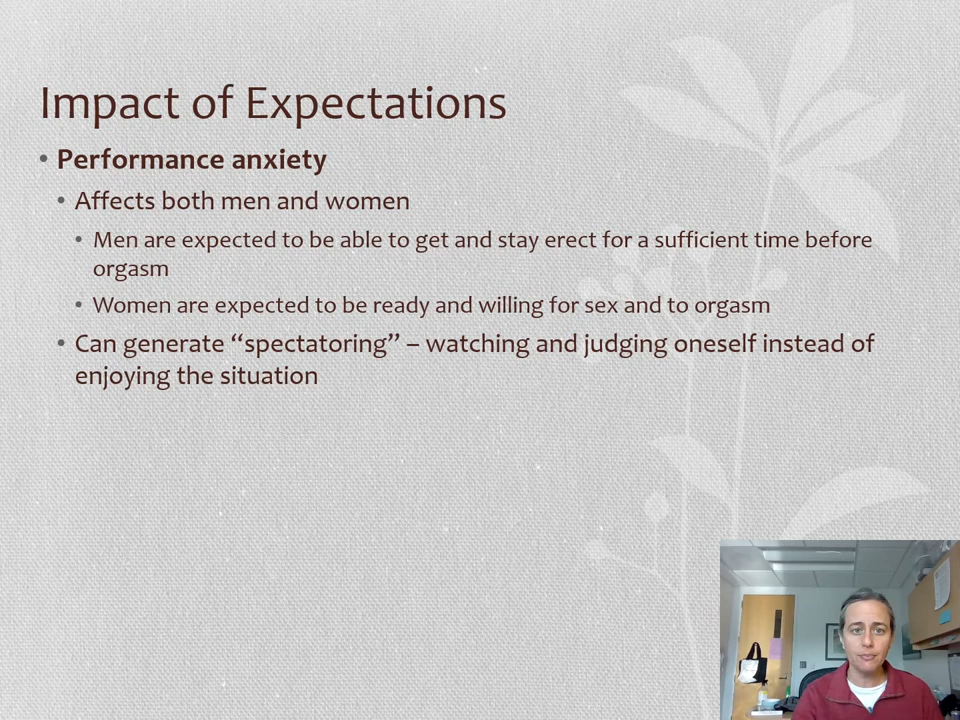 Impact of Expectations
• Performance anxiety
• Affects both men and women
• Men are expected to be able to get and stay erect for a sufficient time before
orgasm
• Women are expected to be ready and willing for sex and to orgasm
• Can generate “spectatoring” – watching and judging oneself instead of
enjoying the situation